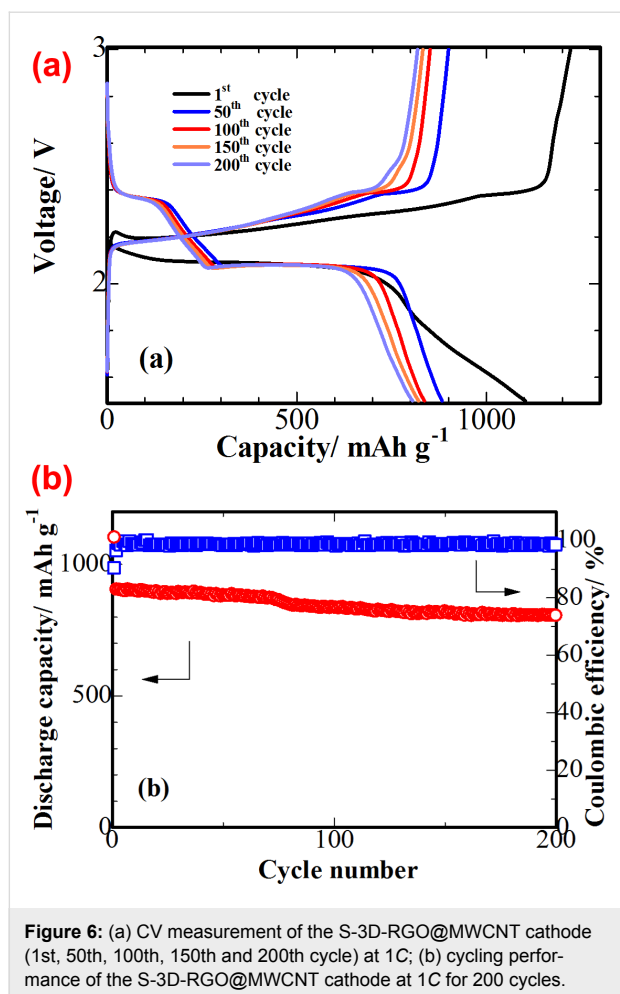 (a)
3
2
Voltage/ V
1st cycle
50th cycle
100th cycle
150th cycle
200th cycle
(a)
0 500 1000
Capacity/ mAh g-1
(b)
1000
500
0
Discharge capacity/ mAh g-1
100
80
60
40
20
0
Coulombic efficiency/ %
(b)
0 100 200
Cycle number
Figure 6: (a) CV measurement of the S-3D-RGO@MWCNT cathode
(1st, 50th, 100th, 150th and 200th cycle) at 1C; (b) cycling perfor-
mance of the S-3D-RGO@MWCNT cathode at 1C for 200 cycles.